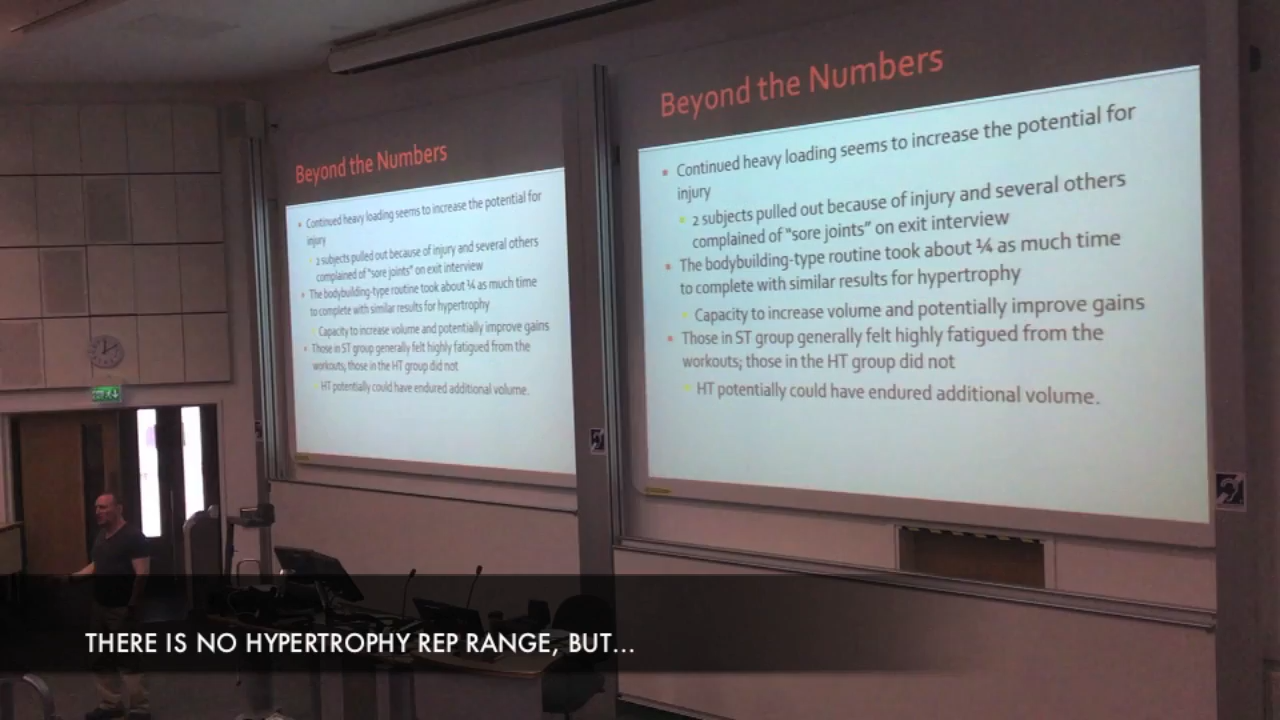 Beyond the Numbers
Continued heavy loading seems to increase the potential for
injury
2 subjects pulled out because of injury and several others
complained of "sore joints" on exit interview
The bodybuilding-type routine took about ¼ as much time
to complete with similar results for hypertrophy
Capacity to increase volume and potentially improve gains
Those in ST group generally felt highly fatigued from the
workouts; those in the HT group did not
HT potentially could have endured additional volume.
Beyond the Numbers
Continued heavy loading seems to increase the potential for
injury
2 subjects pulled out because of injury and several others
complained of "sore joints" on exit interview
The bodybuilding-type routine took about ¼ as much time
to complete with similar results for hypertrophy
Capacity to increase volume and potentially improve gains
Those in ST group generally felt highly fatigued from the
workouts; those in the HT group did not
HT potentially could have endured additional volume.
THERE IS NO HYPERTROPHY REP RANGE, BUT...